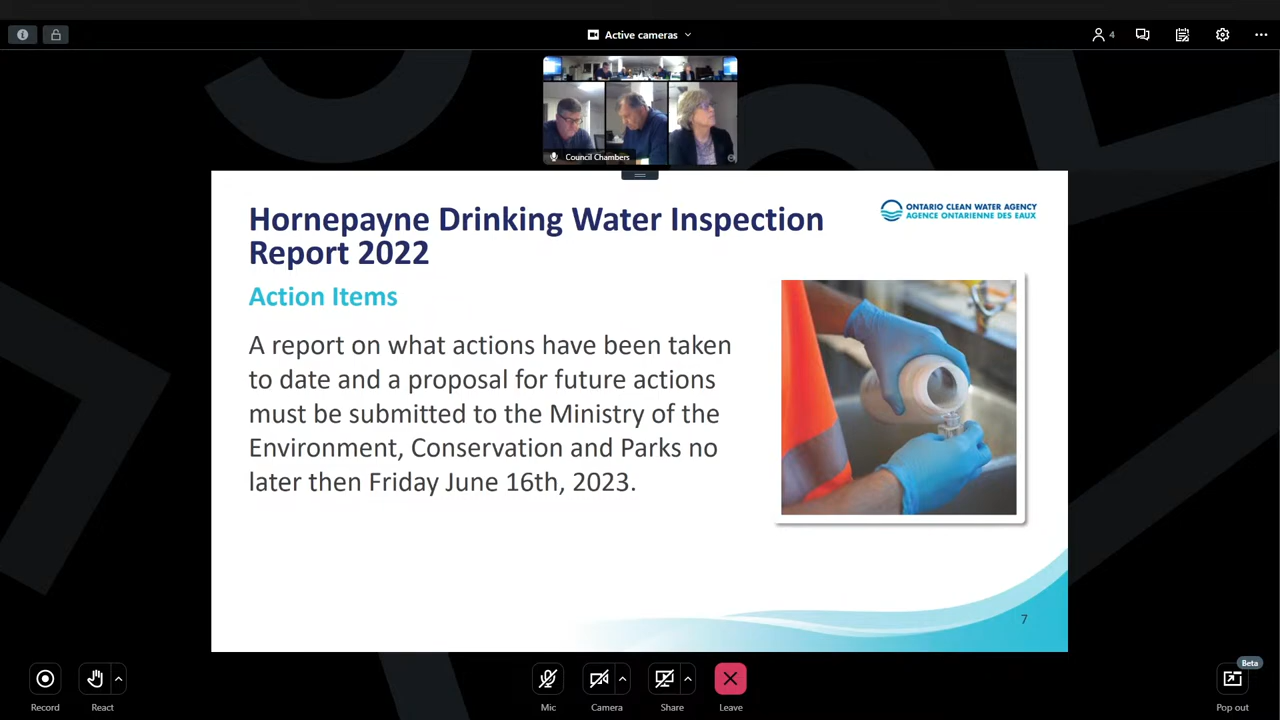 Active cameras
4
Council Chambers
Hornepayne Drinking Water Inspection
Report 2022
ONTARIO CLEAN WATER AGENCY
AGENCE ONTARIENNE DES EAUX
Action Items
A report on what actions have been taken
to date and a proposal for future actions
must be submitted to the Ministry of the
Environment, Conservation and Parks no
later then Friday June 16th, 2023.
7
Record
React
Mic
Camera
Share
Leave
Beta
Pop out